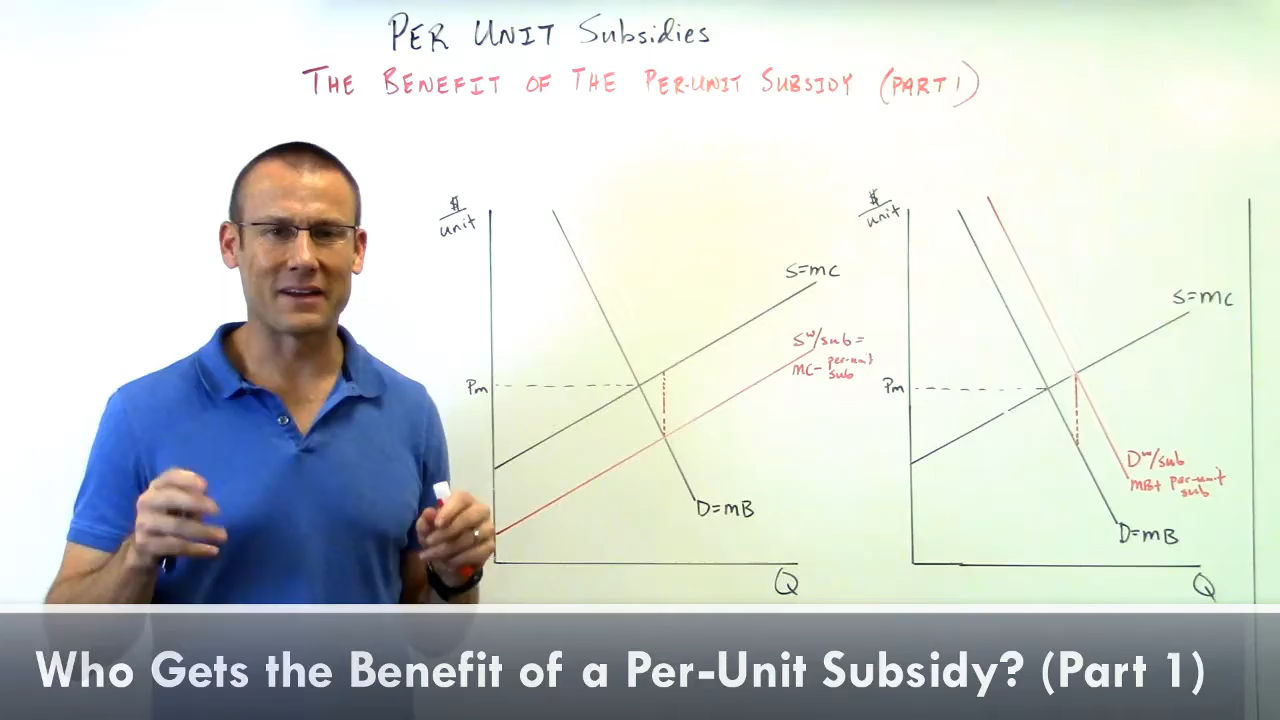 PER UNIT Subsidies
THE BENEFIT OF THE PER-UNIT SUBSIDY (PART 1)
$/unit
S=MC
S w/sub =
MC - per-unit
sub
Pm
D=MB
Q
$/unit
S=MC
Pm
D w/sub
MB + per-unit
sub
D=MB
Q
Who Gets the Benefit of a Per-Unit Subsidy? (Part 1)